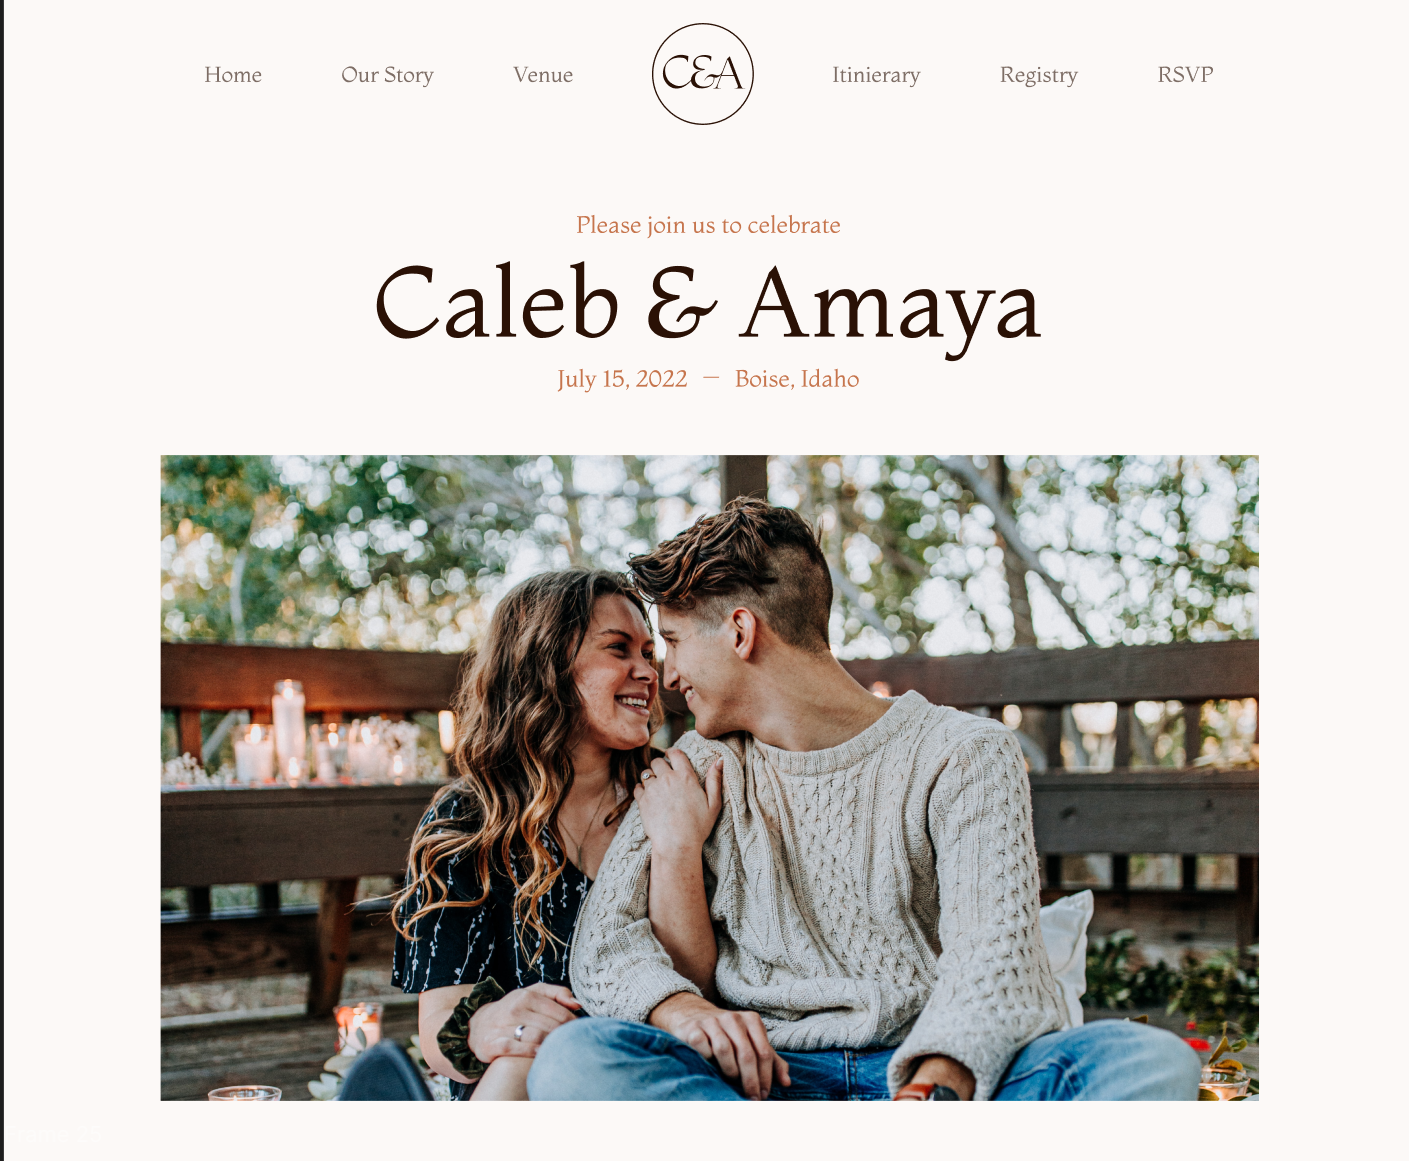 Home Our Story Venue C&A Itinierary Registry RSVP
Please join us to celebrate
Caleb & Amaya
July 15, 2022 — Boise, Idaho